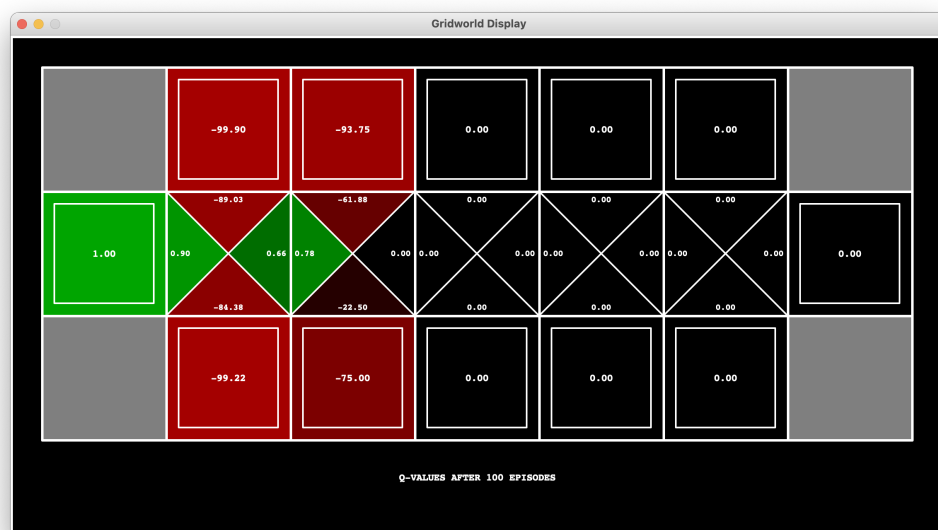 Gridworld Display
-99.90 -93.75 0.00 0.00 0.00
-89.03 -61.88 0.00 0.00 0.00
1.00 0.90 0.66 0.78 0.00 0.00 0.00 0.00 0.00 0.00 0.00 0.00
-84.38 -22.50 0.00 0.00 0.00
-99.22 -75.00 0.00 0.00 0.00
Q-VALUES AFTER 100 EPISODES